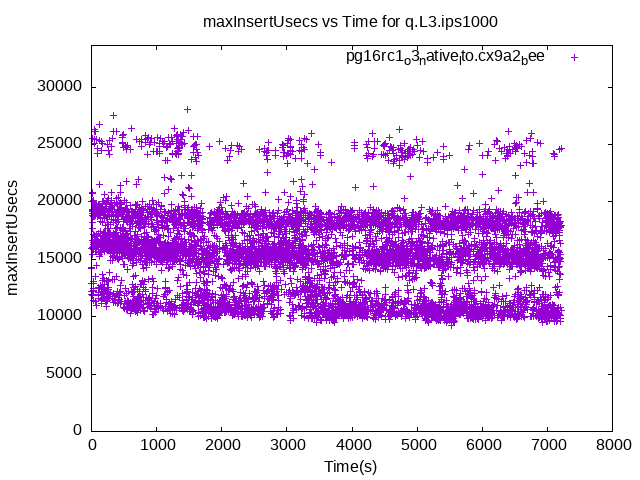 maxInsertUsecs vs Time for q.L3.ips1000
pg16rc1o3native_lto.cx9a2bee
30000
25000
20000
15000
10000
5000
0
maxInsertUsecs
0 1000 2000 3000 4000 5000 6000 7000 8000
Time(s)